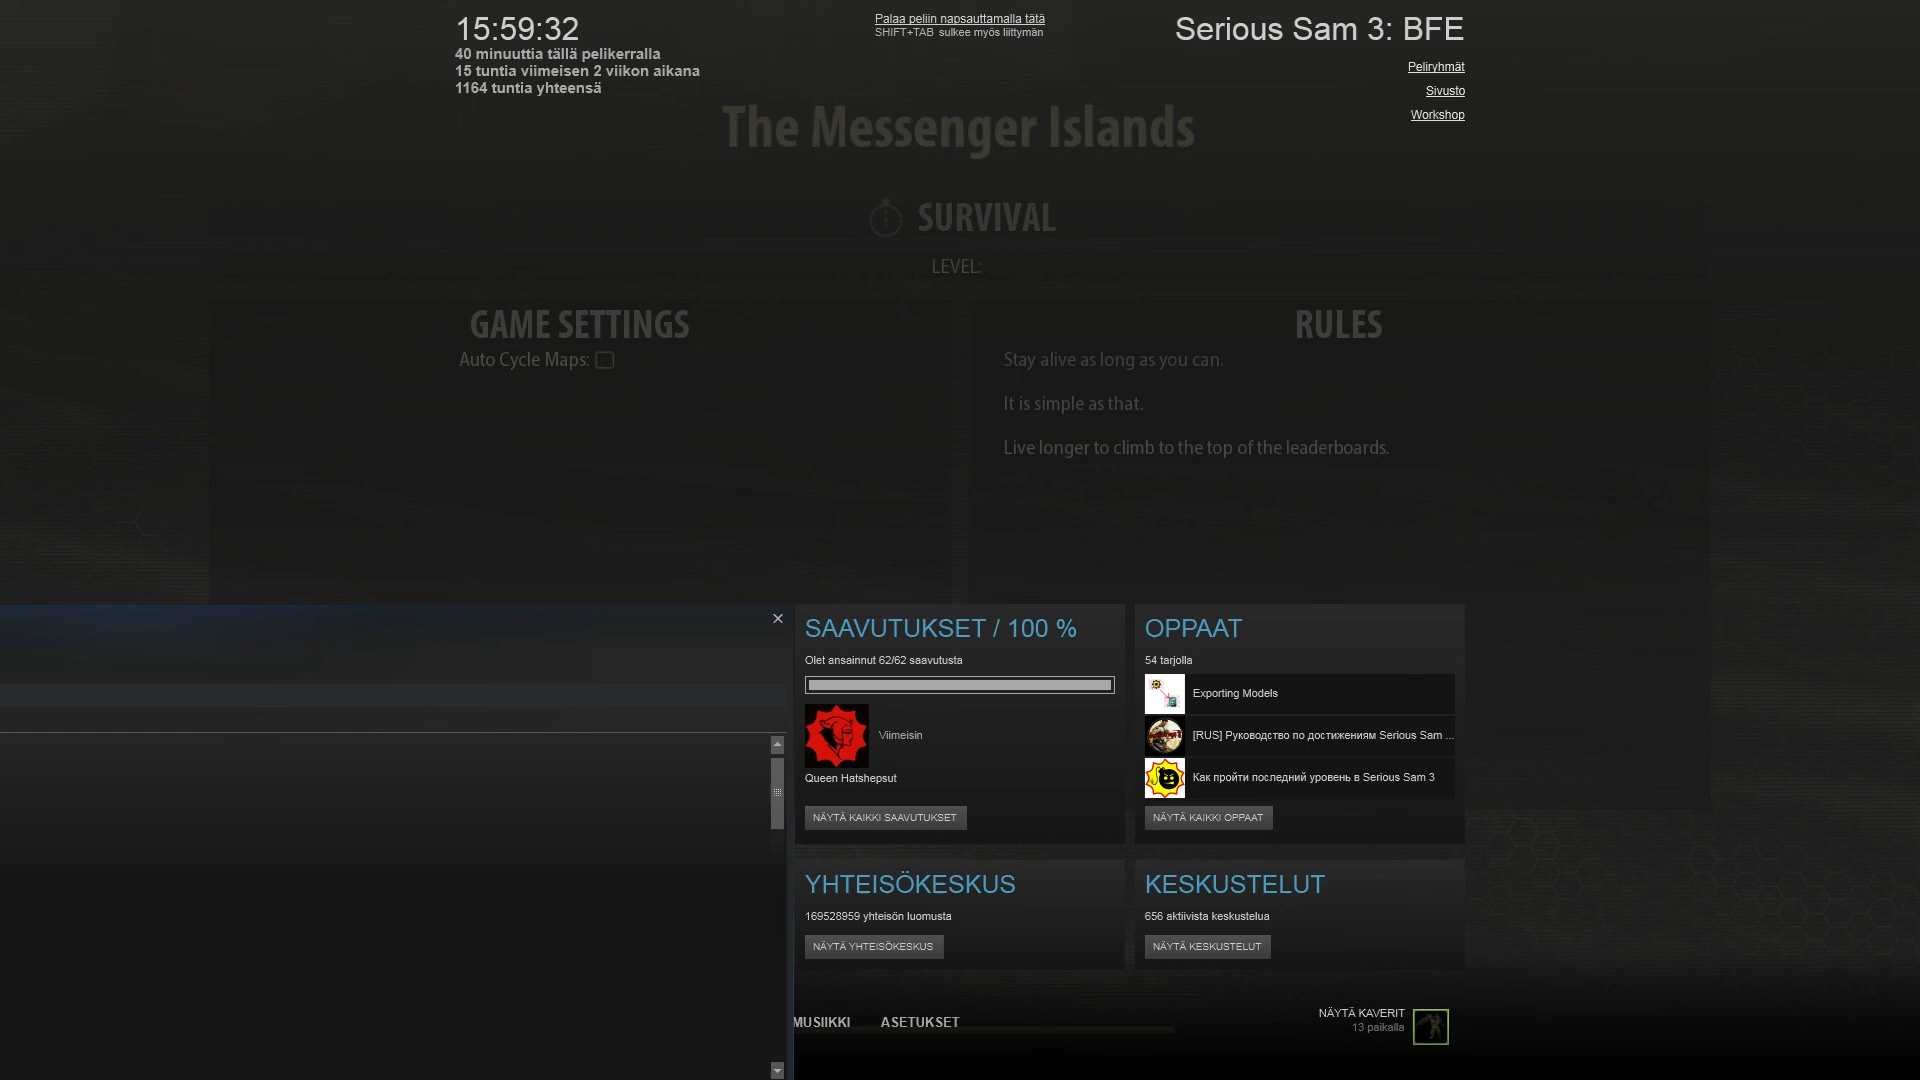 15:59:32
40 minuuttia tällä pelikerralla
15 tuntia viimeisen 2 viikon aikana
1164 tuntia yhteensä
Palaa peliin napsauttamalla tätä
SHIFT+TAB sulkee myös liittymän
Serious Sam 3: BFE
Peliryhmät
Sivusto
Workshop
The Messenger Islands
SURVIVAL
LEVEL:
GAME SETTINGS
Auto Cycle Maps:
RULES
Stay alive as long as you can.
It is simple as that.
Live longer to climb to the top of the leaderboards.
SAAVUTUKSET / 100 %
Olet ansainnut 62/62 saavutusta
Viimeisin
Queen Hatshepsut
NÄYTÄ KAIKKI SAAVUTUKSET
OPPAAT
54 tarjolla
Exporting Models
[RUS] Руководство по достижениям Serious Sam ...
Как пройти последний уровень в Serious Sam 3
NÄYTÄ KAIKKI OPPAAT
YHTEISÖKESKUS
169528959 yhteisön luomusta
NÄYTÄ YHTEISÖKESKUS
KESKUSTELUT
656 aktiivista keskustelua
NÄYTÄ KESKUSTELUT
MUSIIKKI
ASETUKSET
NÄYTÄ KAVERIT
13 paikalla